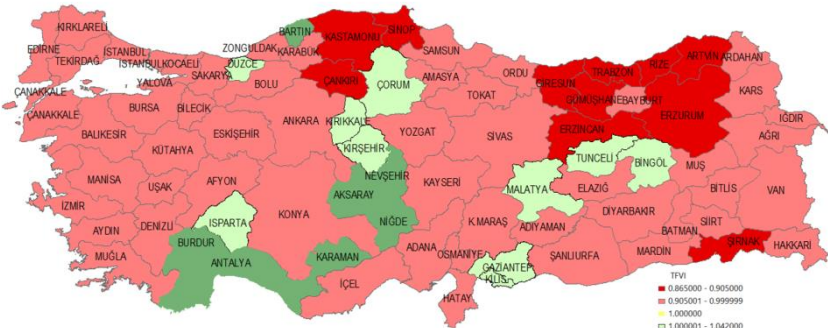 KIRKLARELİ
EDİRNE
TEKİRDAĞ
İSTANBUL
İSTANBUL
KOCAELİ
YALOVA
SAKARYA
DÜZCE
ZONGULDAK
BARTIN
KARABÜK
KASTAMONU
SİNOP
SAMSUN
ORDU
GİRESUN
TRABZON
RİZE
ARTVİN
ARDAHAN
ÇANAKKALE
ÇANAKKALE
BURSA
BİLECİK
BOLU
ÇANKIRI
ÇORUM
AMASYA
TOKAT
GÜMÜŞHANE
BAYBURT
ERZURUM
KARS
IĞDIR
BALIKESİR
ESKİŞEHİR
ANKARA
KIRIKKALE
YOZGAT
SİVAS
ERZİNCAN
AĞRI
KÜTAHYA
KIRŞEHİR
TUNCELİ
BİNGÖL
MUŞ
MANİSA
UŞAK
AFYON
NEVŞEHİR
AKSARAY
KAYSERİ
MALATYA
ELAZIĞ
BİTLİS
VAN
İZMİR
KONYA
DİYARBAKIR
AYDIN
DENİZLİ
ISPARTA
NİĞDE
K.MARAŞ
ADIYAMAN
BATMAN
SİİRT
MUĞLA
BURDUR
ANTALYA
KARAMAN
İÇEL
ADANA
OSMANİYE
GAZİANTEP
KİLİS
HATAY
ŞANLIURFA
MARDİN
ŞIRNAK
HAKKARİ
TFVI
0.865000 - 0.905000
0.905001 - 0.999999
1.000000
1.000001 - 1.042000